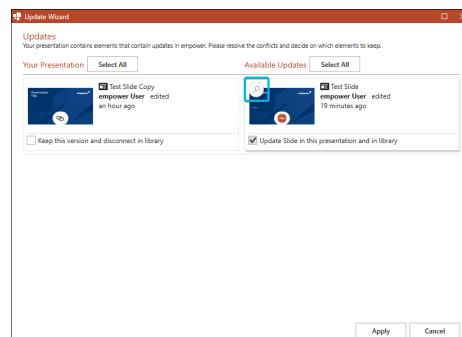 Update Wizard
Updates
Your presentation contains elements that contain updates in empower. Please resolve the conflicts and decide on which elements to keep.
Your Presentation Select All
Available Updates Select All
Test Slide Copy
empower User edited
an hour ago
Test Slide
empower User edited
19 minutes ago
Keep this version and disconnect in library
Update Slide in this presentation and in library
Apply Cancel